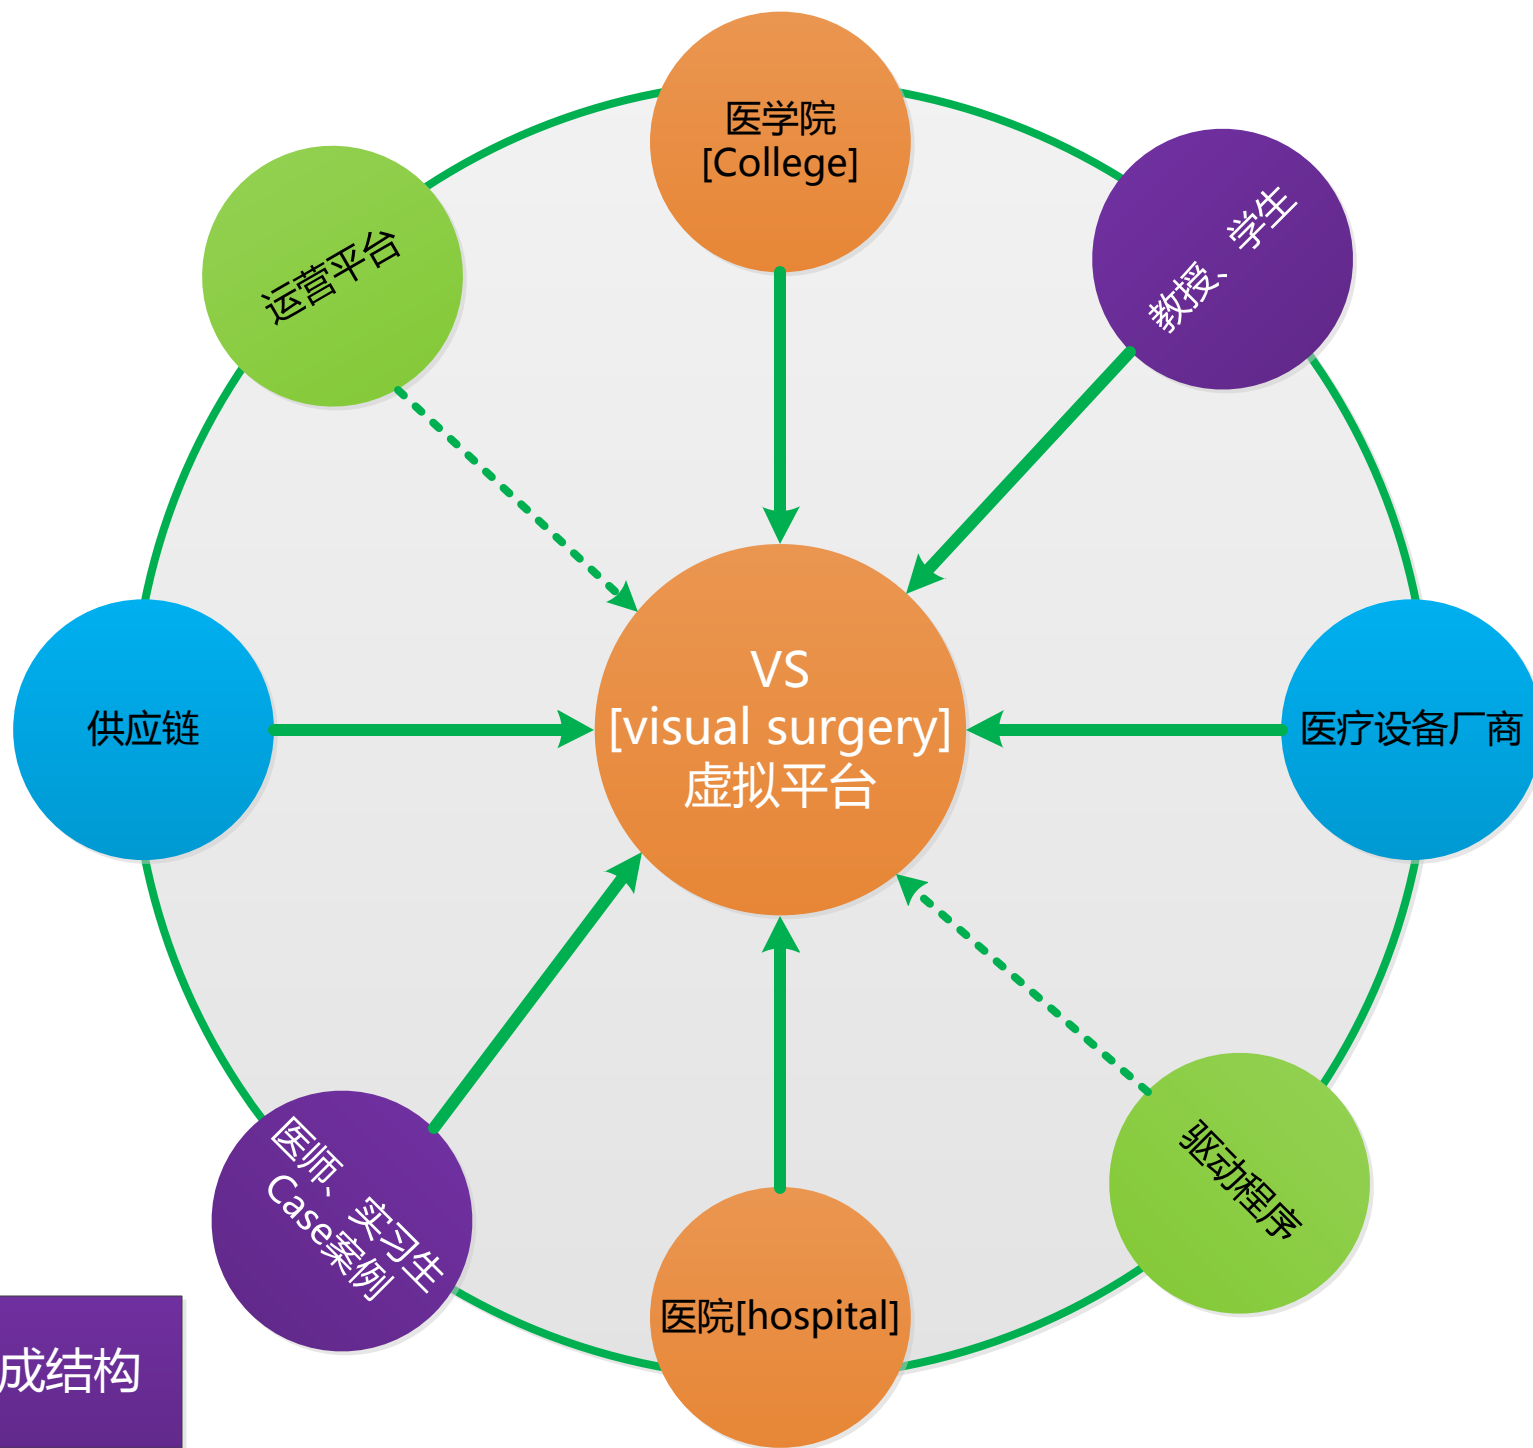 医学院
[College]
教授、学生
运营平台
VS
[visual surgery]
虚拟平台
供应链
医疗设备厂商
驱动程序
医师、实习生
Case案例
医院[hospital]
成结构